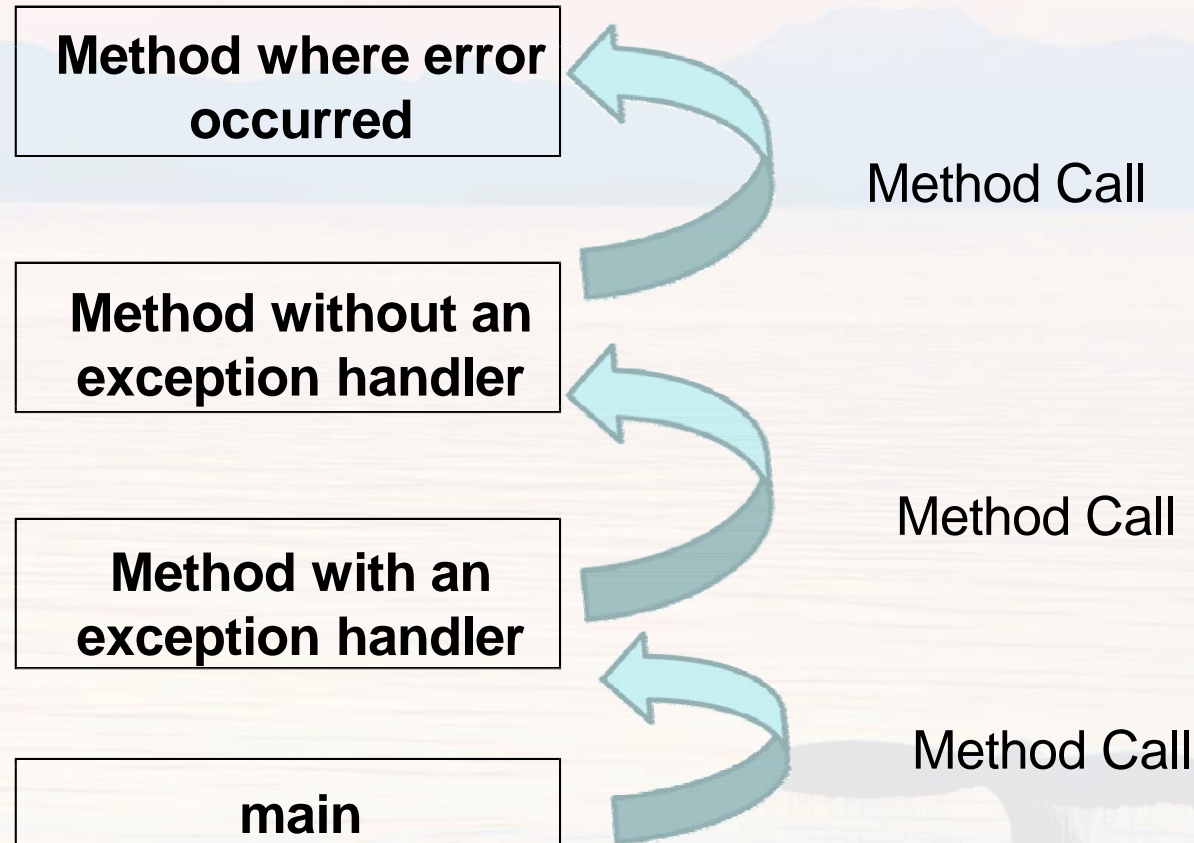 Method where error
occurred
Method Call
Method without an
exception handler
Method Call
Method with an
exception handler
Method Call
main